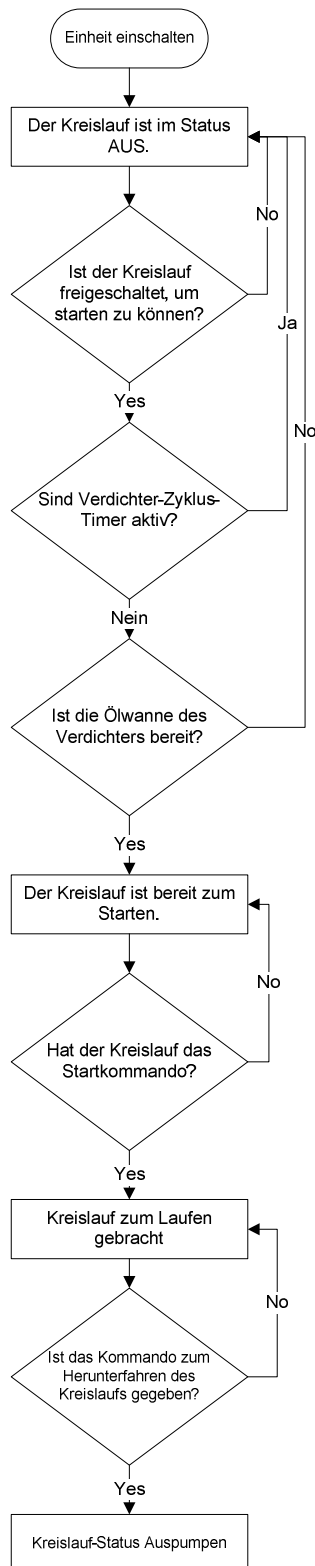 Einheit einschalten
Der Kreislauf ist im Status
AUS.
No
Ist der Kreislauf
freigeschaltet, um
starten zu können?
Ja
Yes
No
Sind Verdichter-Zyklus-
Timer aktiv?
Nein
Ist die Ölwanne des
Verdichters bereit?
Yes
Der Kreislauf ist bereit zum
Starten.
No
Hat der Kreislauf das
Startkommando?
Yes
Kreislauf zum Laufen
gebracht
No
Ist das Kommando zum
Herunterfahren des
Kreislaufs gegeben?
Yes
Kreislauf-Status Auspumpen